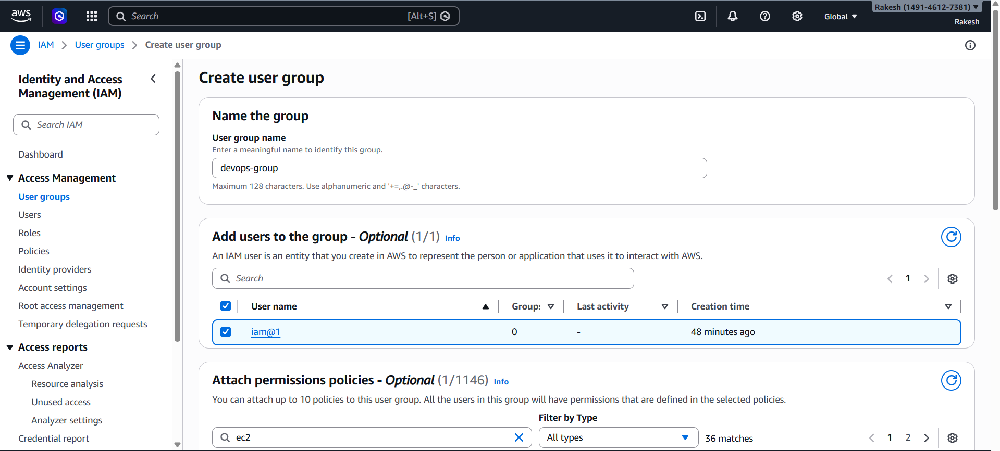 aws
Search
[Alt+S]
Global
Rakesh (1491-4612-7381)
Rakesh
IAM
User groups
Create user group
Identity and Access
Management (IAM)
Search IAM
Dashboard
Access Management
User groups
Users
Roles
Policies
Identity providers
Account settings
Root access management
Temporary delegation requests
Access reports
Access Analyzer
Resource analysis
Unused access
Analyzer settings
Credential report
Create user group
Name the group
User group name
Enter a meaningful name to identify this group.
devops-group
Maximum 128 characters. Use alphanumeric and '+=,.@-_' characters.
Add users to the group - Optional (1/1) Info
An IAM user is an entity that you create in AWS to represent the person or application that uses it to interact with AWS.
Search
1
User name Groups Last activity Creation time
iam@1 0 - 48 minutes ago
Attach permissions policies - Optional (1/1146) Info
You can attach up to 10 policies to this user group. All the users in this group will have permissions that are defined in the selected policies.
Filter by Type
ec2 All types 36 matches 1 2